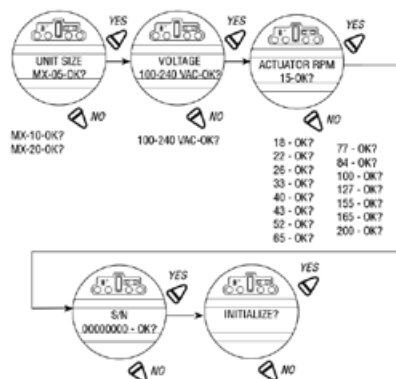 YES
UNIT SIZE
MX-05-OK?
NO
MX-10-OK?
MX-20-OK?
YES
VOLTAGE
100-240 VAC-OK?
NO
100-240 VAC-OK?
YES
ACTUATOR RPM
15-OK?
NO
18 - OK?
22 - OK?
26 - OK?
33 - OK?
40 - OK?
43 - OK?
52 - OK?
65 - OK?
77 - OK?
84 - OK?
100 - OK?
127 - OK?
155 - OK?
165 - OK?
200 - OK?
YES
S/N
00000000 - OK?
NO
YES
INITIALIZE?
NO